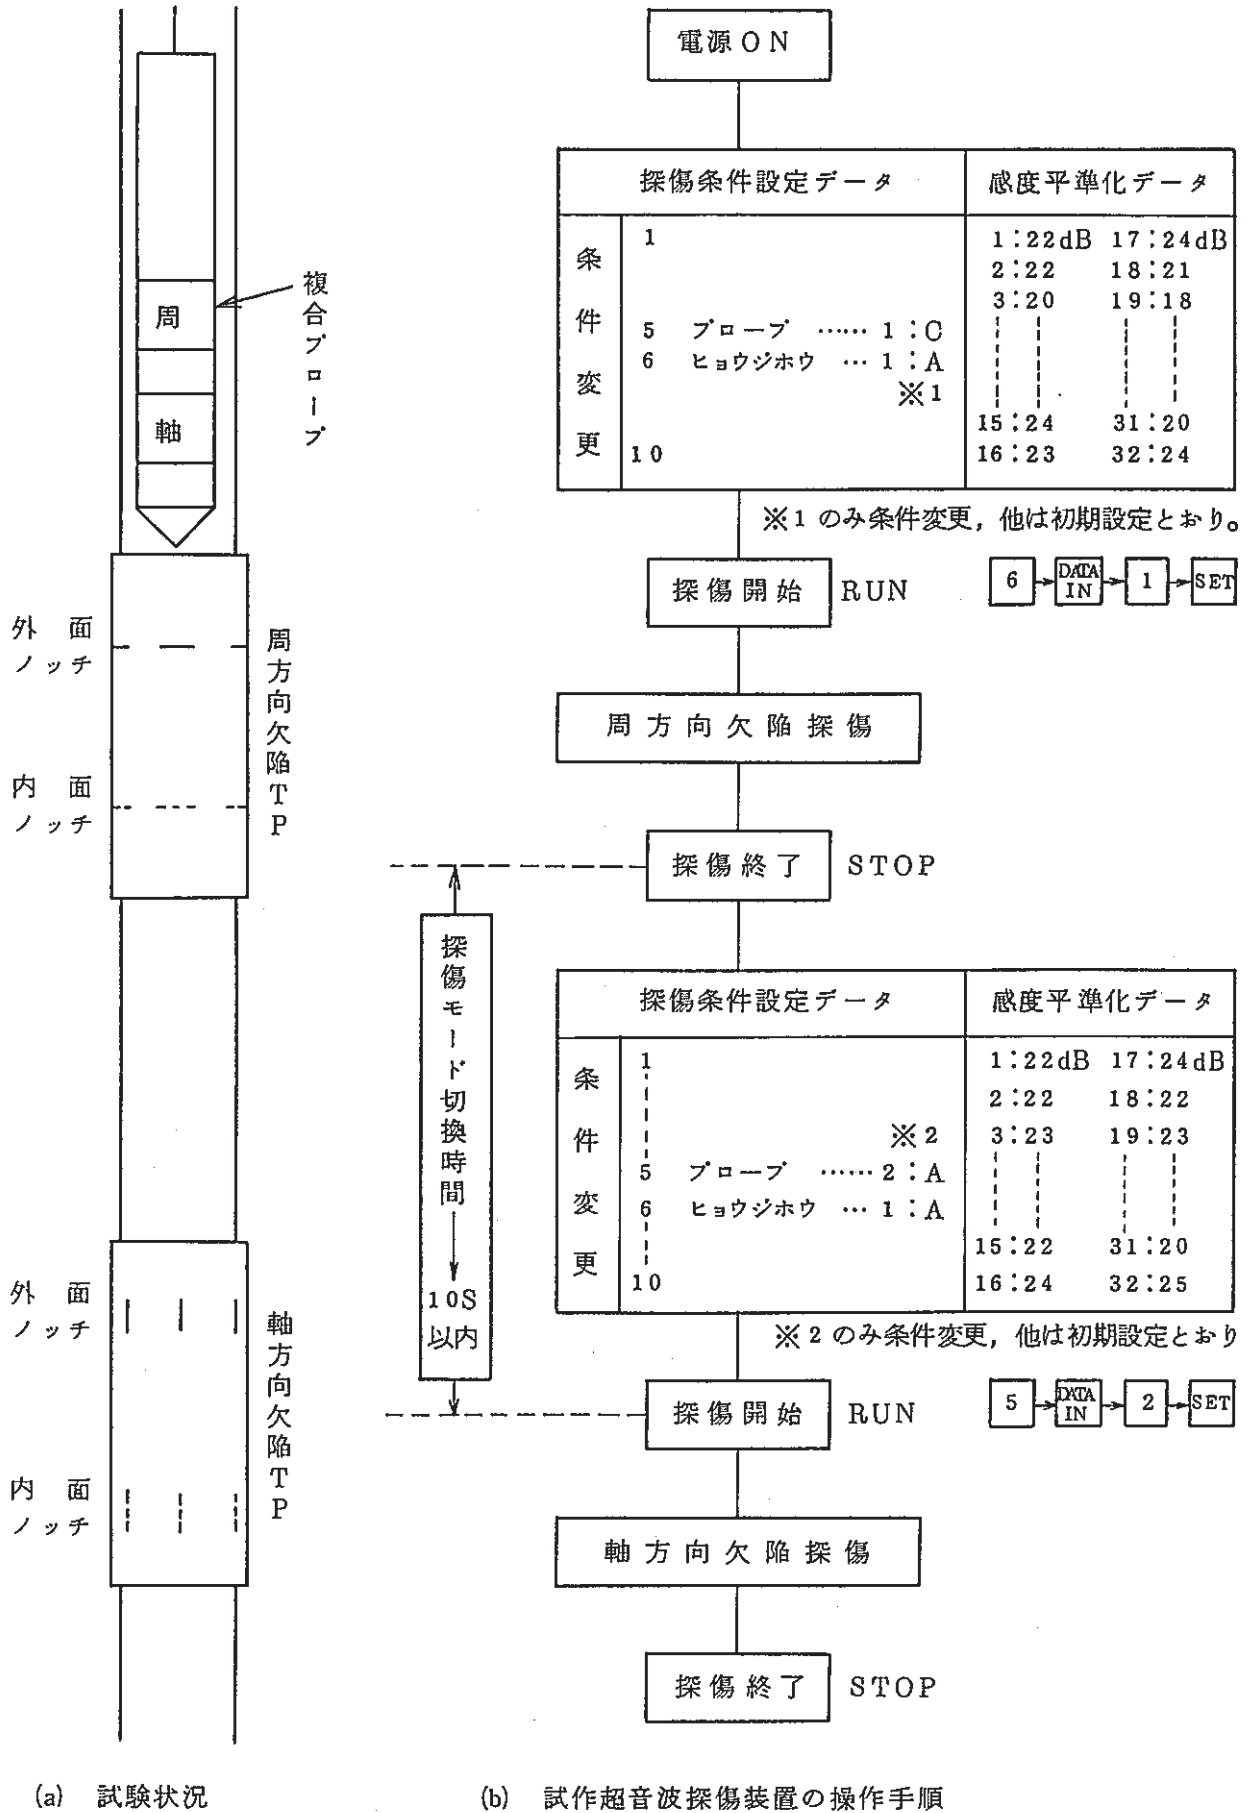 複合プローブ
周
軸
外面
ノッチ
周方向欠陥TP
内面
ノッチ
外面
ノッチ
軸方向欠陥TP
内面
ノッチ
(a) 試験状況
電源ON
探傷条件設定データ 感度平準化データ
条件変更
1
5 プローブ …… 1:C
6 ヒョウジホウ … 1:A
※1
10
1:22dB 17:24dB
2:22 18:21
3:20 19:18
15:24 31:20
16:23 32:24
※1のみ条件変更,他は初期設定とおり。
探傷開始 RUN
6 DATA IN 1 SET
周方向欠陥探傷
探傷終了 STOP
探傷モード切換時間
10S
以内
探傷条件設定データ 感度平準化データ
条件変更
1
※2
5 プローブ …… 2:A
6 ヒョウジホウ … 1:A
10
1:22dB 17:24dB
2:22 18:22
3:23 19:23
15:22 31:20
16:24 32:25
※2のみ条件変更,他は初期設定とおり
探傷開始 RUN
5 DATA IN 2 SET
軸方向欠陥探傷
探傷終了 STOP
(b) 試作超音波探傷装置の操作手順